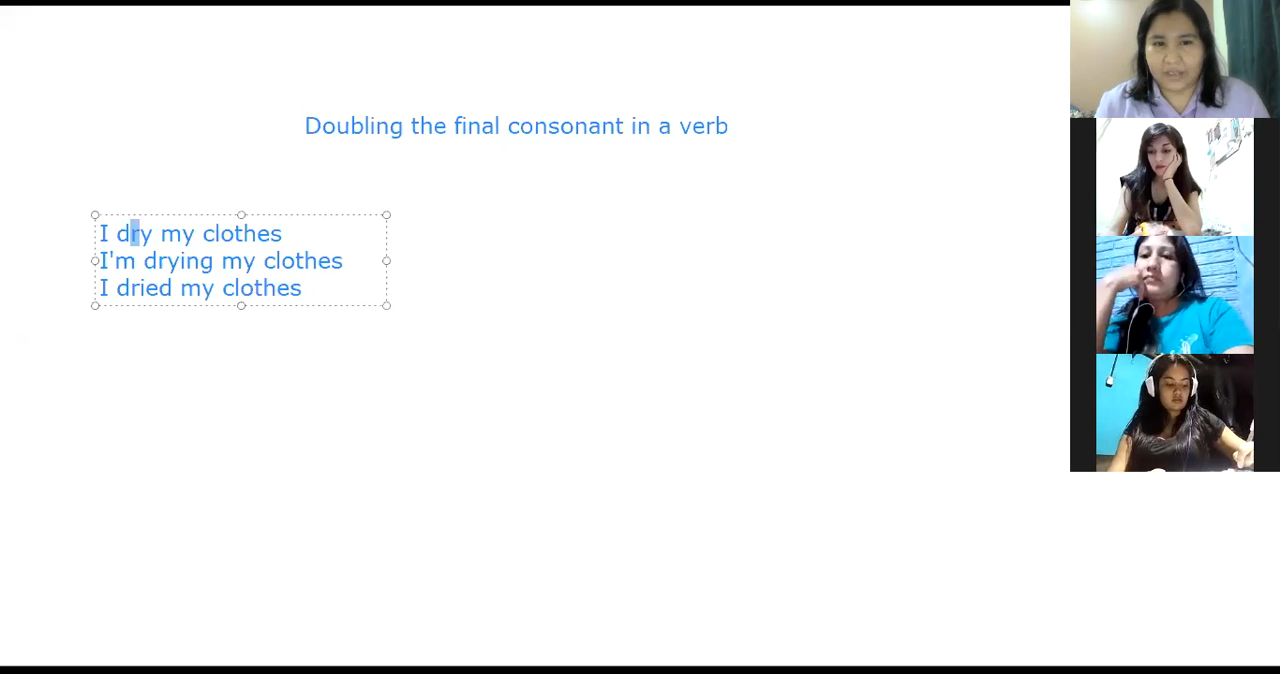 Doubling the final consonant in a verb
I dry my clothes
I'm drying my clothes
I dried my clothes